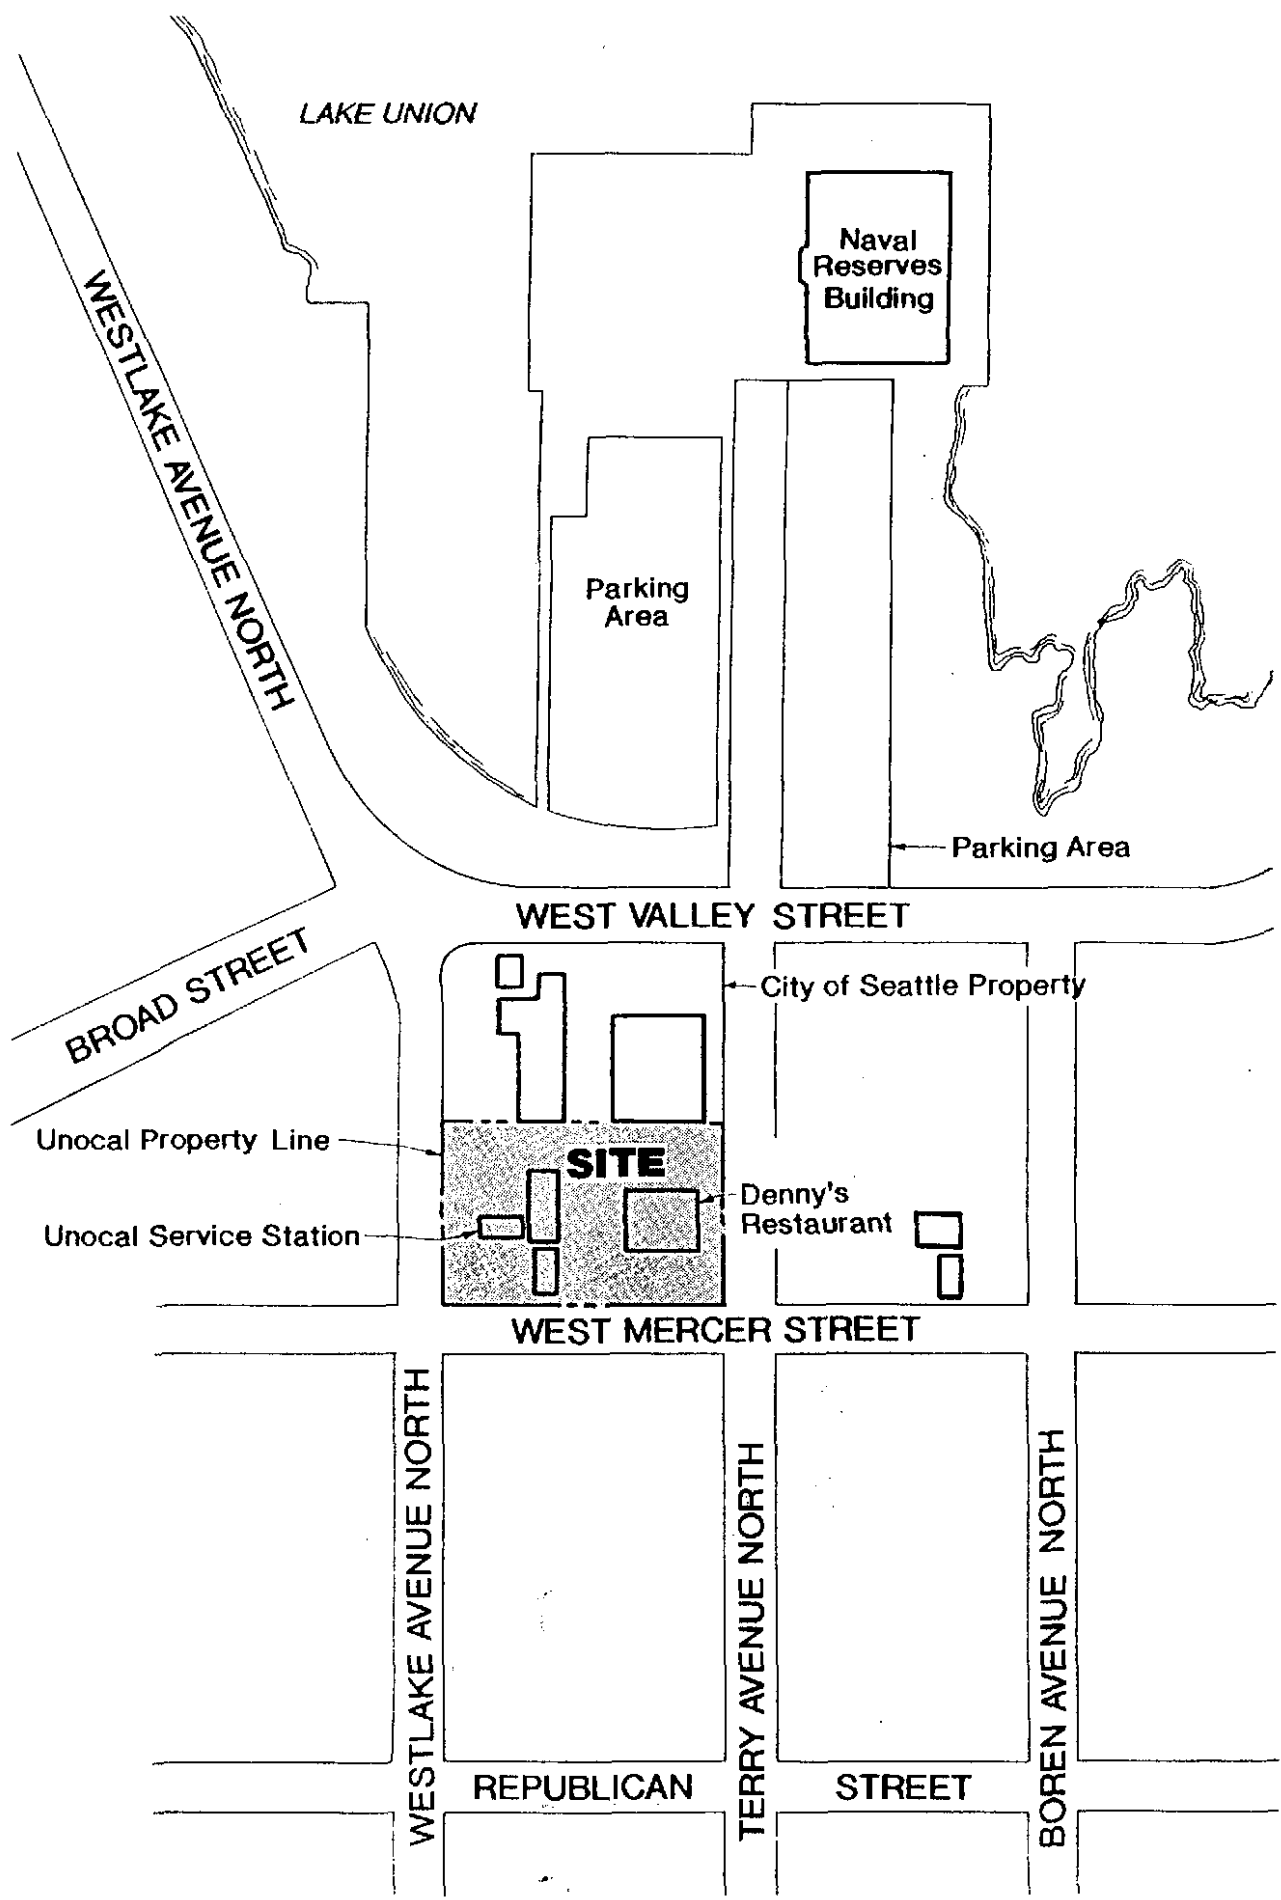 LAKE UNION
Naval
Reserves
Building
WESTLAKE AVENUE NORTH
Parking
Area
Parking Area
WEST VALLEY STREET
BROAD STREET
City of Seattle Property
Unocal Property Line
SITE
Denny's
Restaurant
Unocal Service Station
WEST MERCER STREET
WESTLAKE AVENUE NORTH
TERRY AVENUE NORTH
BOREN AVENUE NORTH
REPUBLICAN STREET